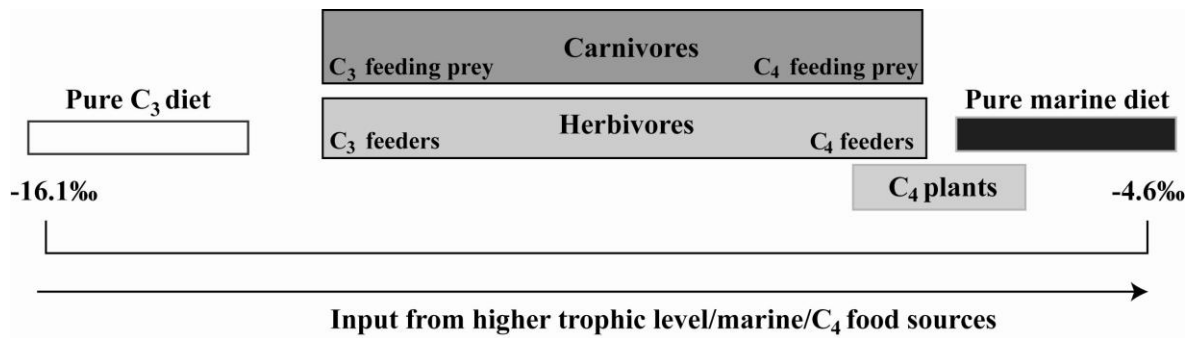 Carnivores
C₃ feeding prey C₄ feeding prey
Pure C₃ diet Pure marine diet
Herbivores
C₃ feeders C₄ feeders
-16.1‰ C₄ plants -4.6‰
Input from higher trophic level/marine/C₄ food sources